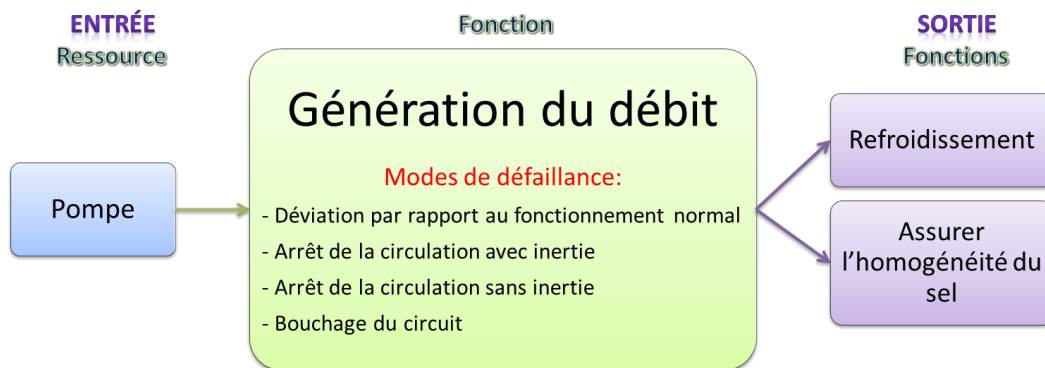 ENTRÉE
Ressource
Fonction
SORTIE
Fonctions
Pompe
Génération du débit
Modes de défaillance:
- Déviation par rapport au fonctionnement normal
- Arrêt de la circulation avec inertie
- Arrêt de la circulation sans inertie
- Bouchage du circuit
Refroidissement
Assurer
l'homogénéité du
sel